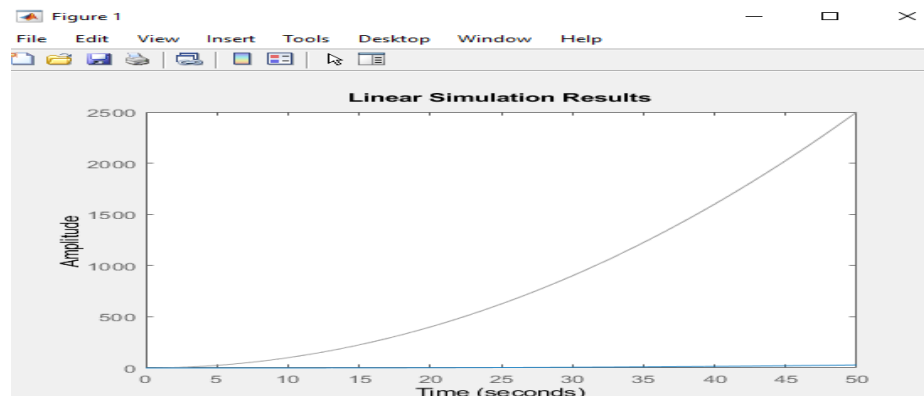 Figure 1
File Edit View Insert Tools Desktop Window Help
Linear Simulation Results
2500
2000
1500
1000
500
0
Amplitude
0 5 10 15 20 25 30 35 40 45 50
Time (seconds)